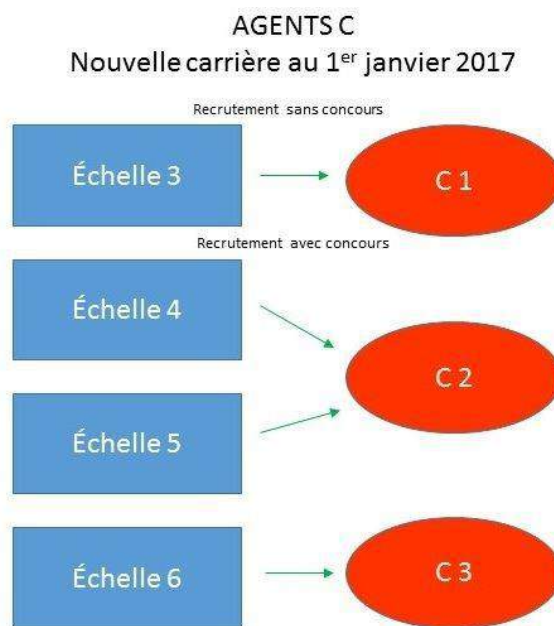 AGENTS C
Nouvelle carrière au 1er janvier 2017
Recrutement sans concours
Échelle 3
C 1
Recrutement avec concours
Échelle 4
C 2
Échelle 5
Échelle 6
C 3